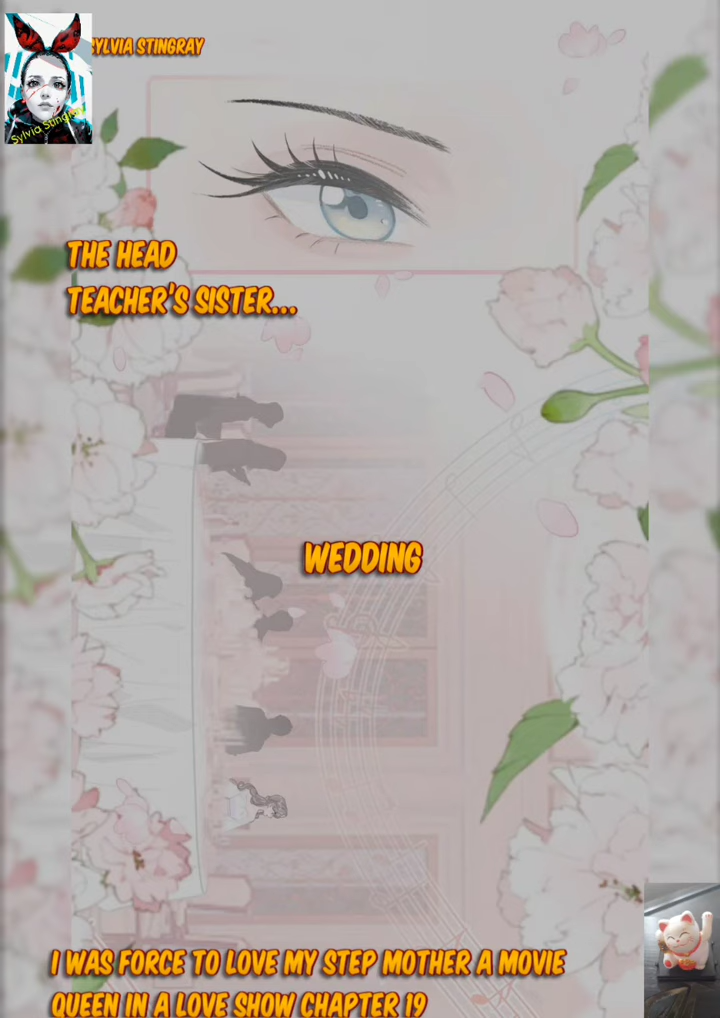 SYLVIA STINGRAY
Sylvia Stingray
THE HEAD
TEACHER'S SISTER...
WEDDING
I WAS FORCE TO LOVE MY STEP MOTHER A MOVIE
QUEEN IN A LOVE SHOW CHAPTER 19